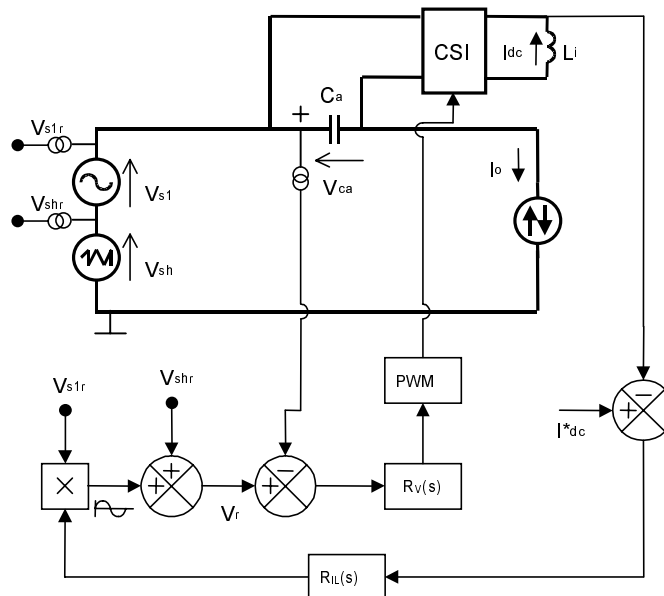 CSI
Idc
Li
Ca
+
Vs1r
Vs1
Vca
Io
Vshr
Vsh
PWM
Vs1r
Vshr
−
+
I*dc
×
+
+
Vr
−
+
RV(s)
RIL(s)